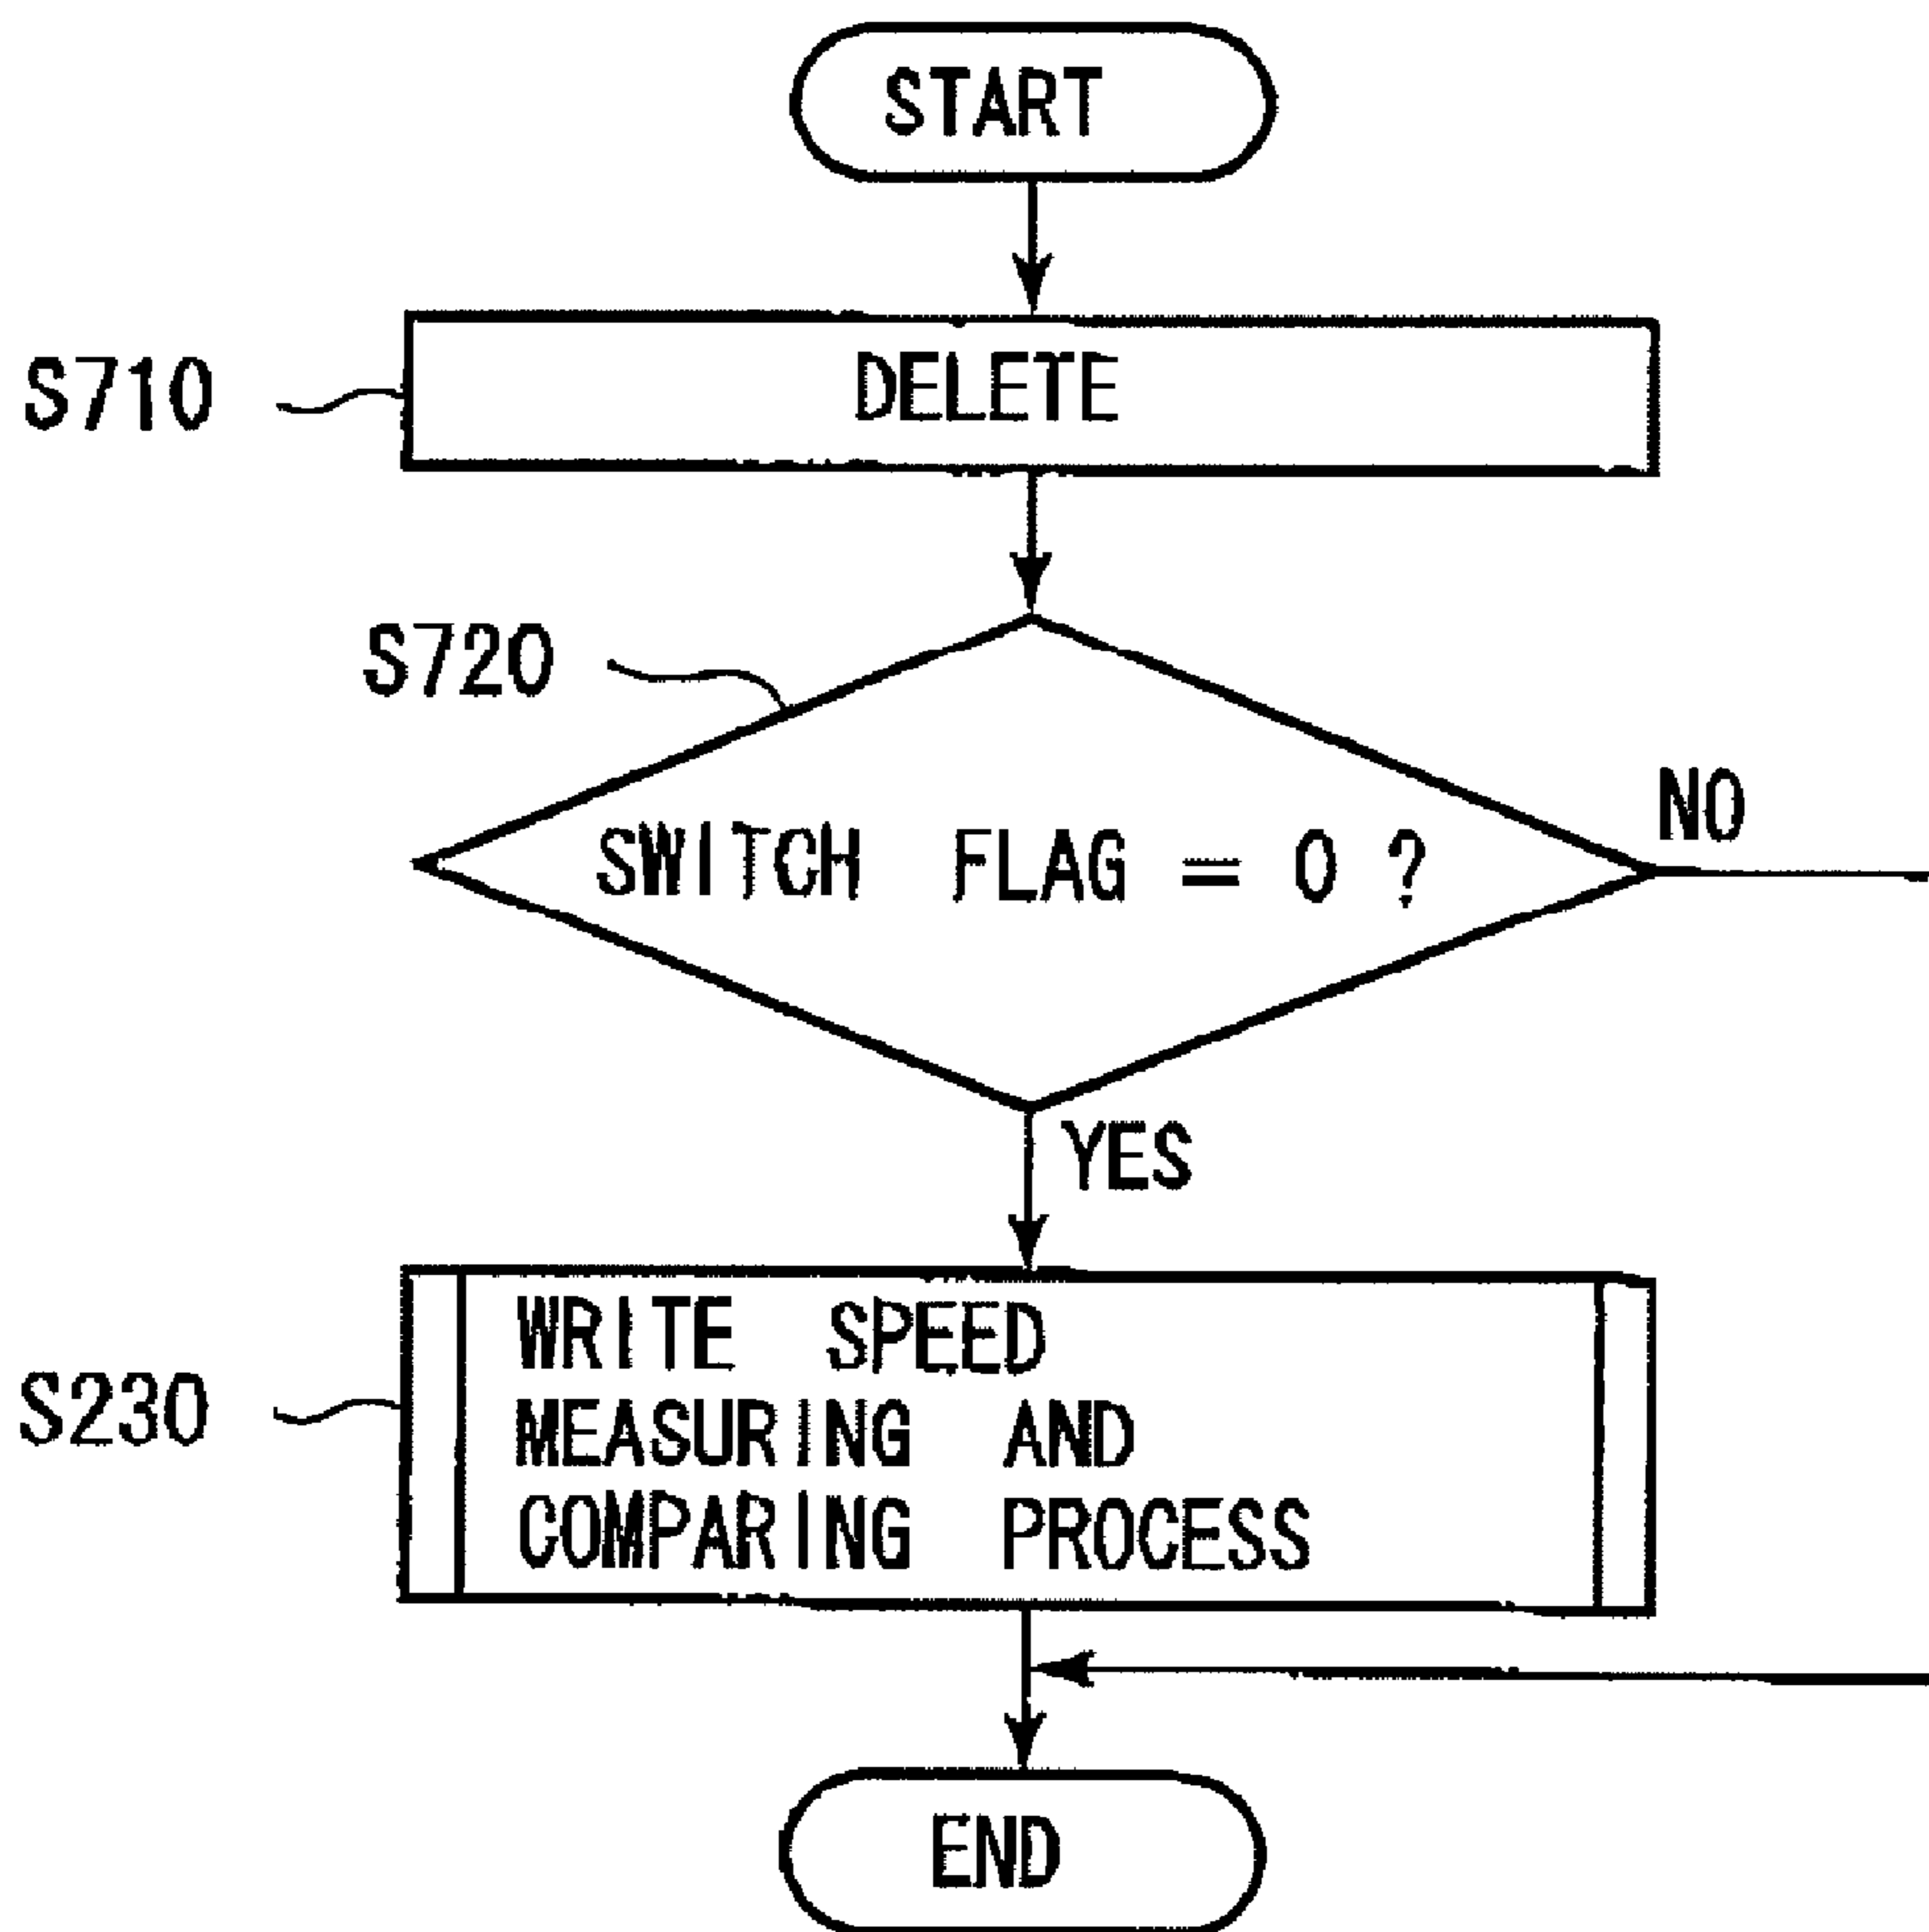 START
S710
DELETE
S720
SWITCH FLAG = 0 ?
NO
YES
S230
WRITE SPEED
MEASURING AND
COMPARING PROCESS
END